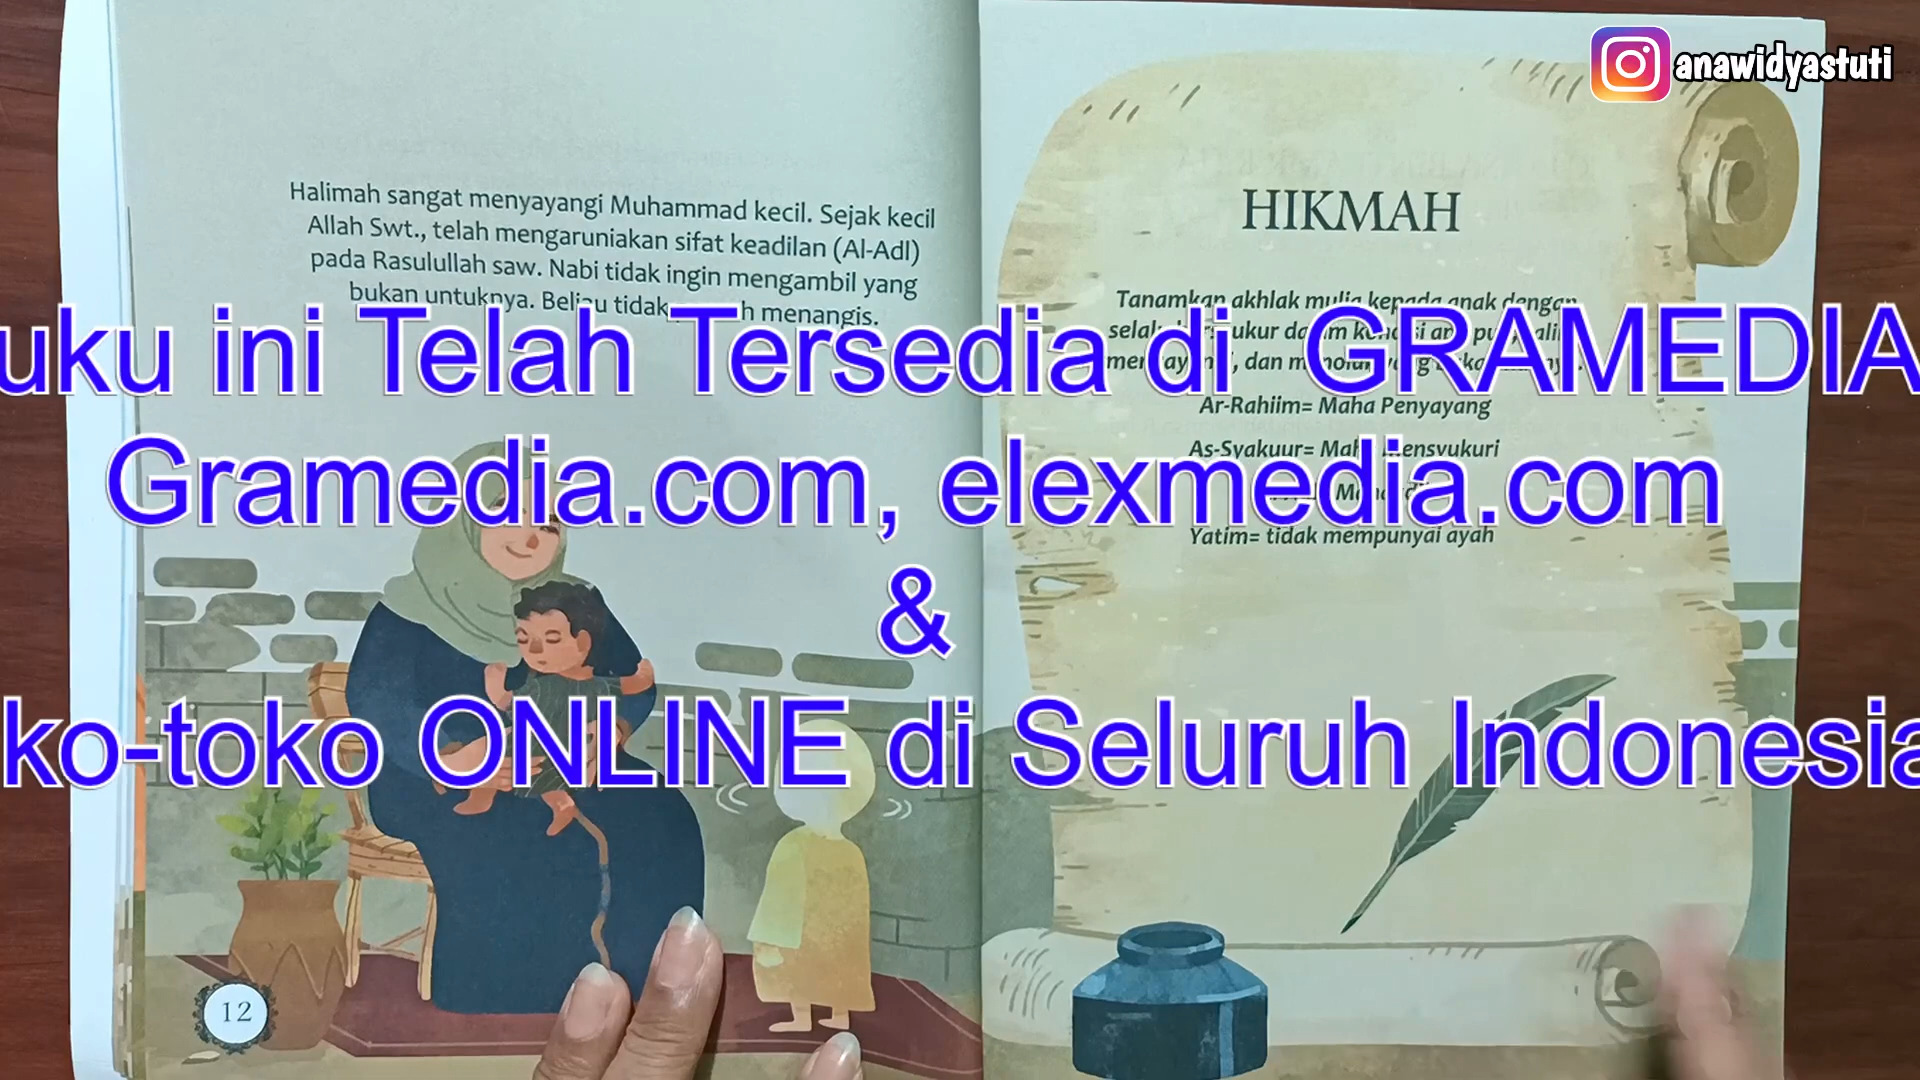 anawidyastuti
Halimah sangat menyayangi Muhammad kecil. Sejak kecil
Allah Swt., telah mengaruniakan sifat keadilan (Al-Adl)
pada Rasulullah saw. Nabi tidak ingin mengambil yang
bukan untuknya. Beliau tidak menangis.
12
HIKMAH
Tanamkan akhlak mulia kepada anak dengan
dan
Ar-Rahiim= Maha Penyayang
As-Syakuur= Maha Mensyukuri
Yatim= tidak mempunyai ayah
uku ini Telah Tersedia di GRAMEDIA
Gramedia.com, elexmedia.com
&
ko-toko ONLINE di Seluruh Indonesia